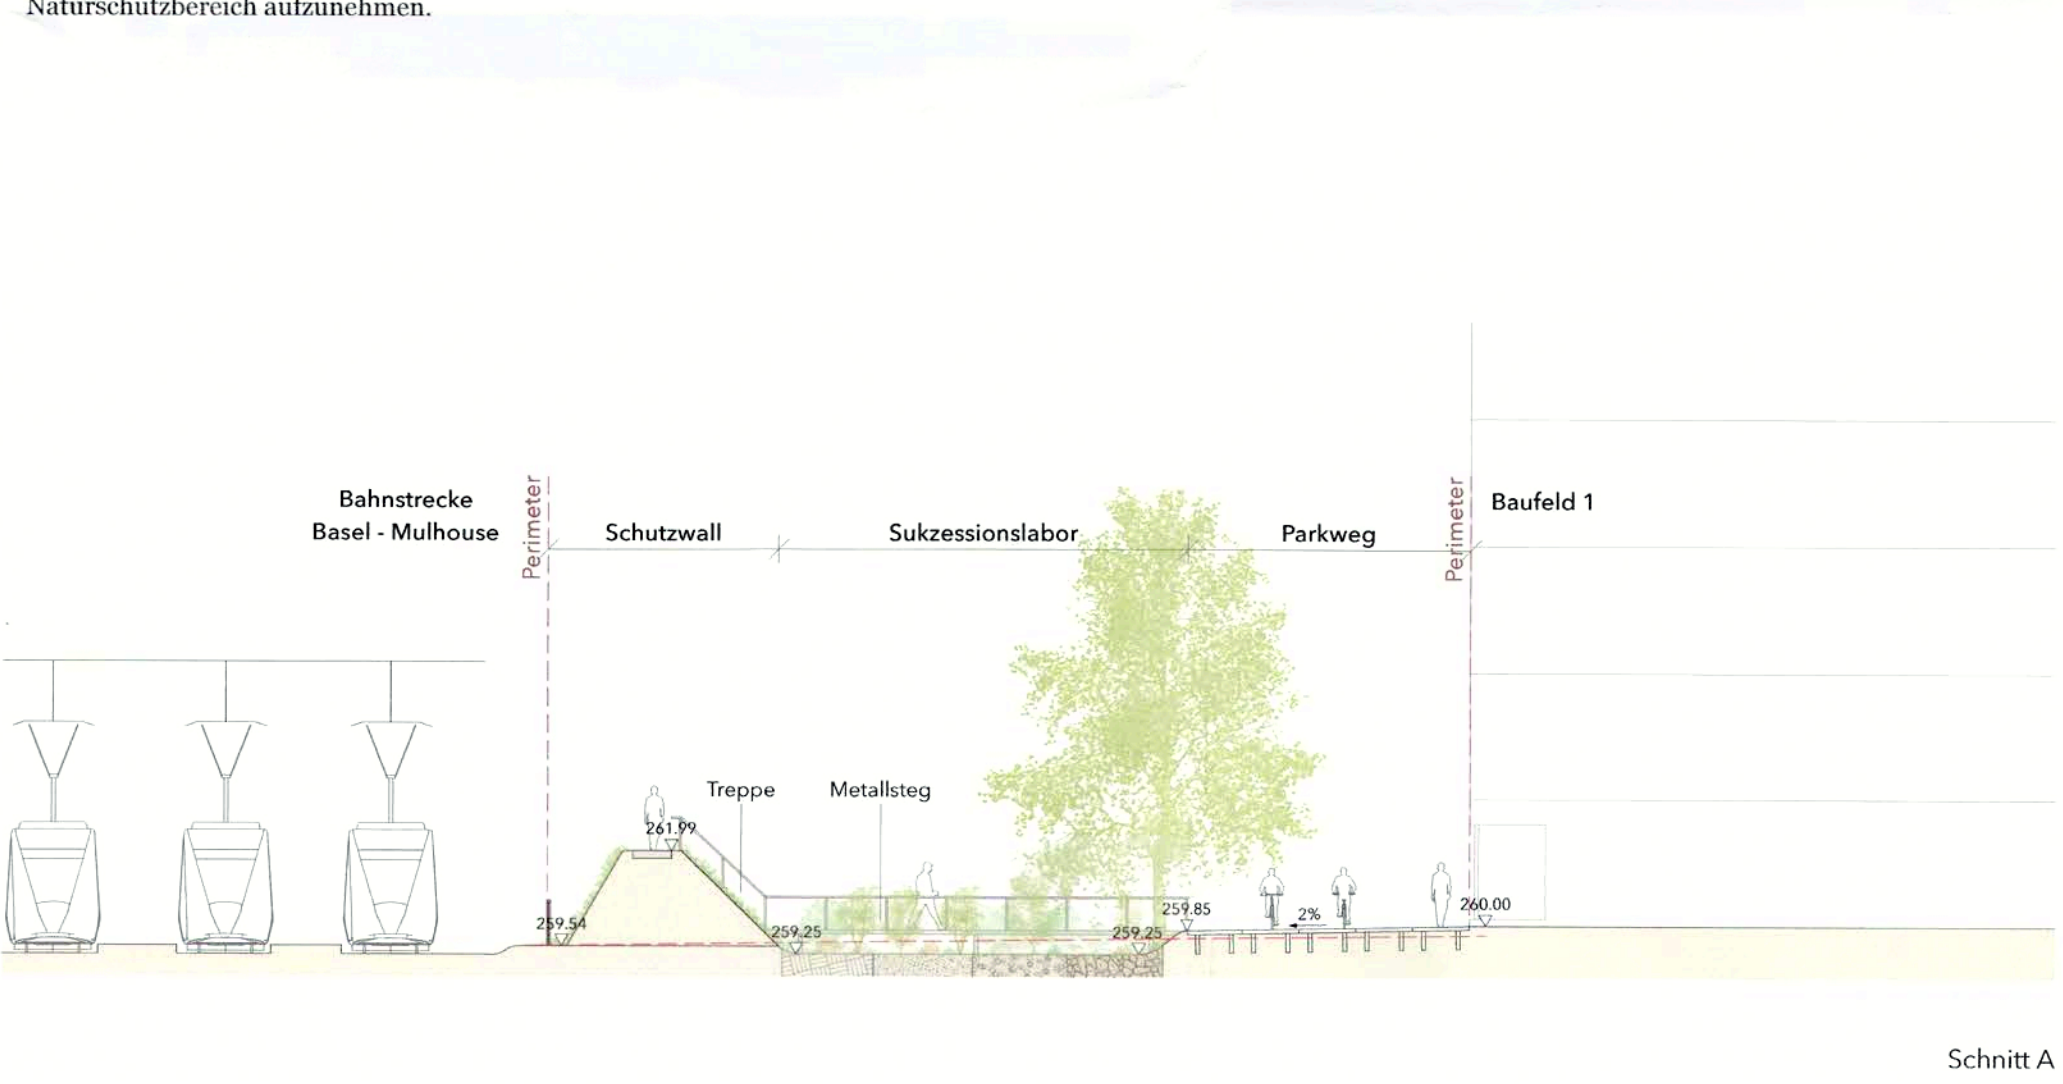 Naturschutzbereich aufzunehmen.
Bahnstrecke
Basel - Mulhouse
Perimeter
Schutzwall
Sukzessionslabor
Parkweg
Perimeter
Baufeld 1
Treppe
Metallsteg
261.99
259.54
259.25
259.25
259.85
2%
260.00
Schnitt A